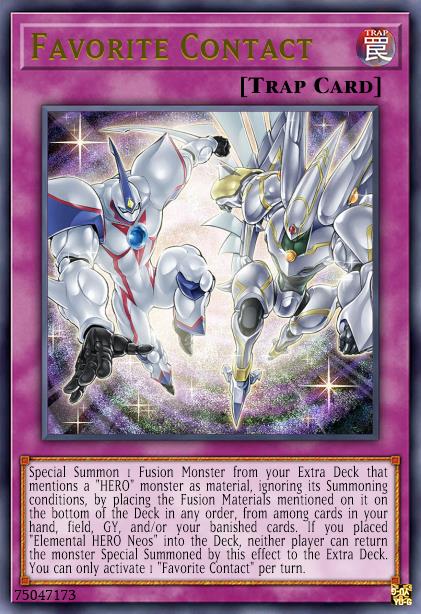 Favorite Contact
TRAP
罠
[Trap Card]
Special Summon 1 Fusion Monster from your Extra Deck that
mentions a "HERO" monster as material, ignoring its Summoning
conditions, by placing the Fusion Materials mentioned on it on
the bottom of the Deck in any order, from among cards in your
hand, field, GY, and/or your banished cards. If you placed
"Elemental HERO Neos" into the Deck, neither player can return
the monster Special Summoned by this effect to the Extra Deck.
You can only activate 1 "Favorite Contact" per turn.
75047173